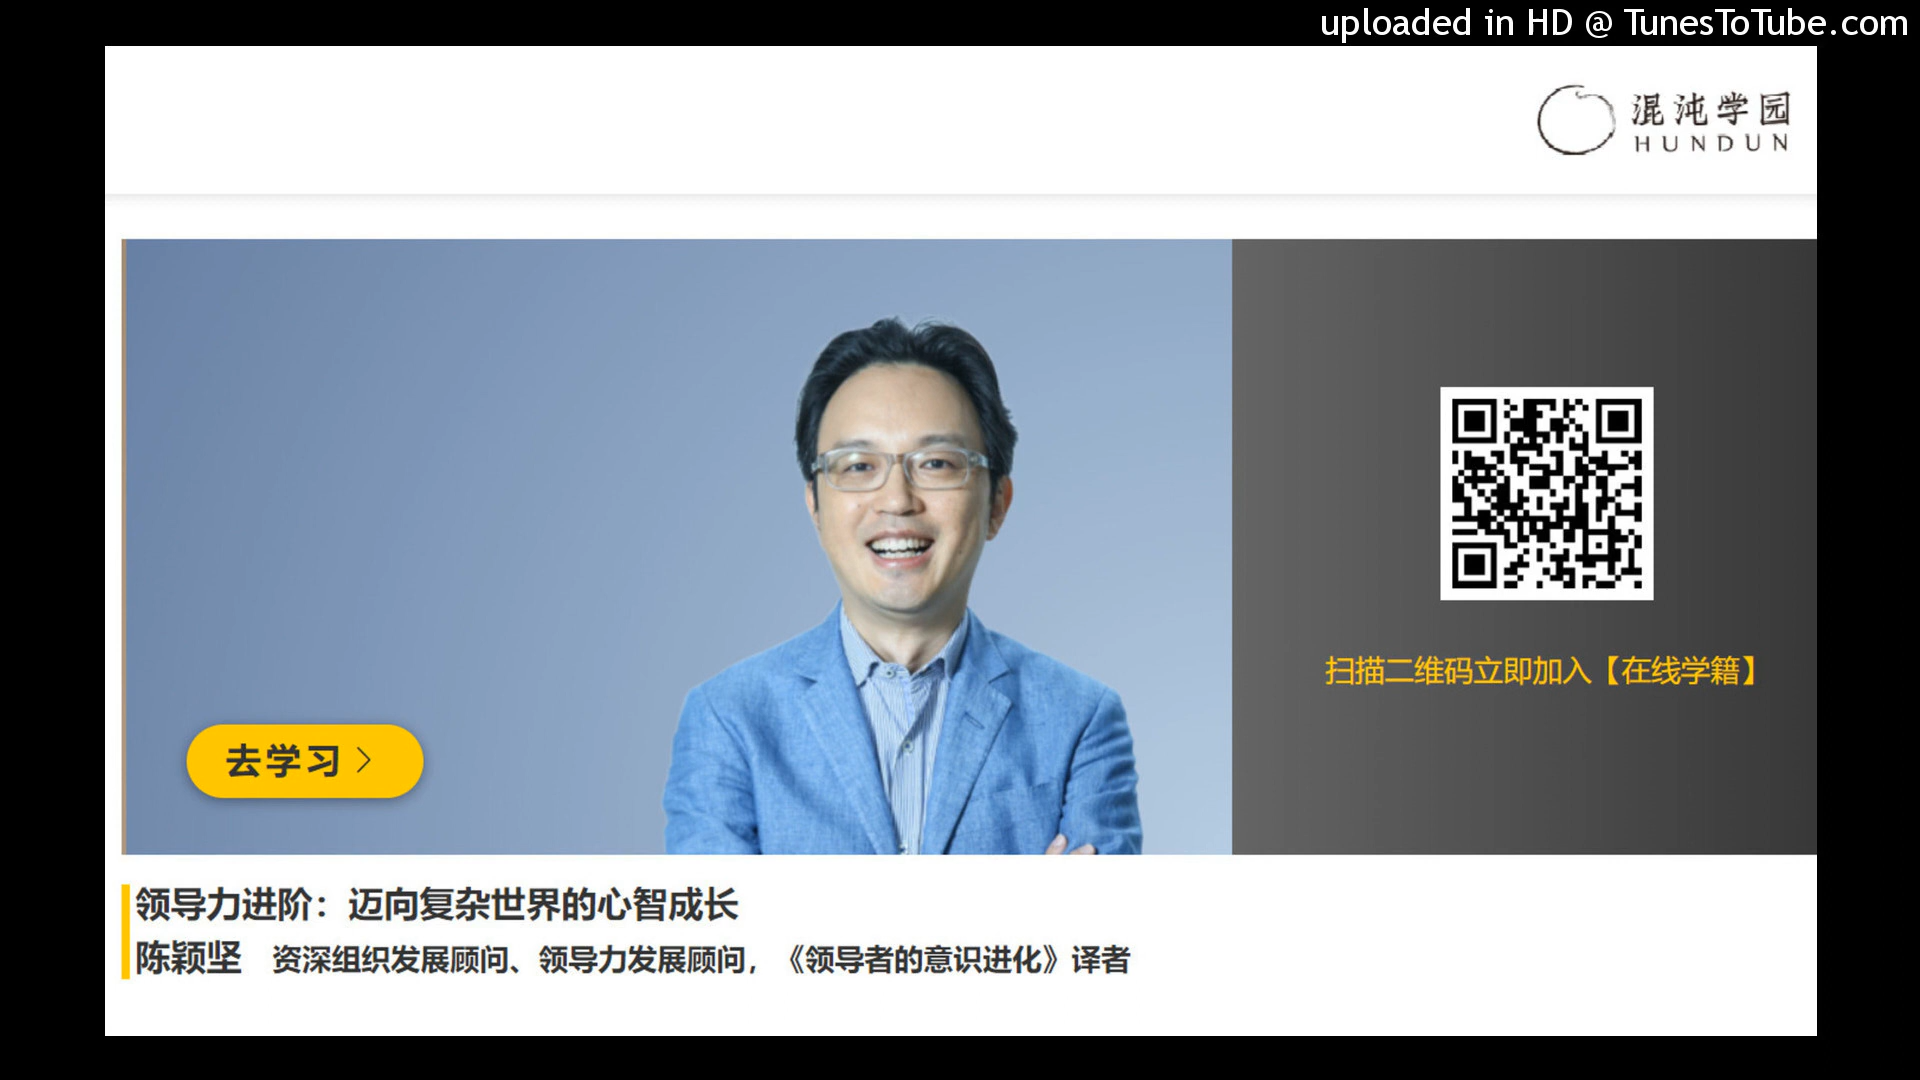 uploaded in HD @ TunesToTube.com
混沌学园
HUNDUN
扫描二维码立即加入【在线学籍】
去学习 >
领导力进阶：迈向复杂世界的心智成长
陈颖坚 资深组织发展顾问、领导力发展顾问，《领导者的意识进化》译者